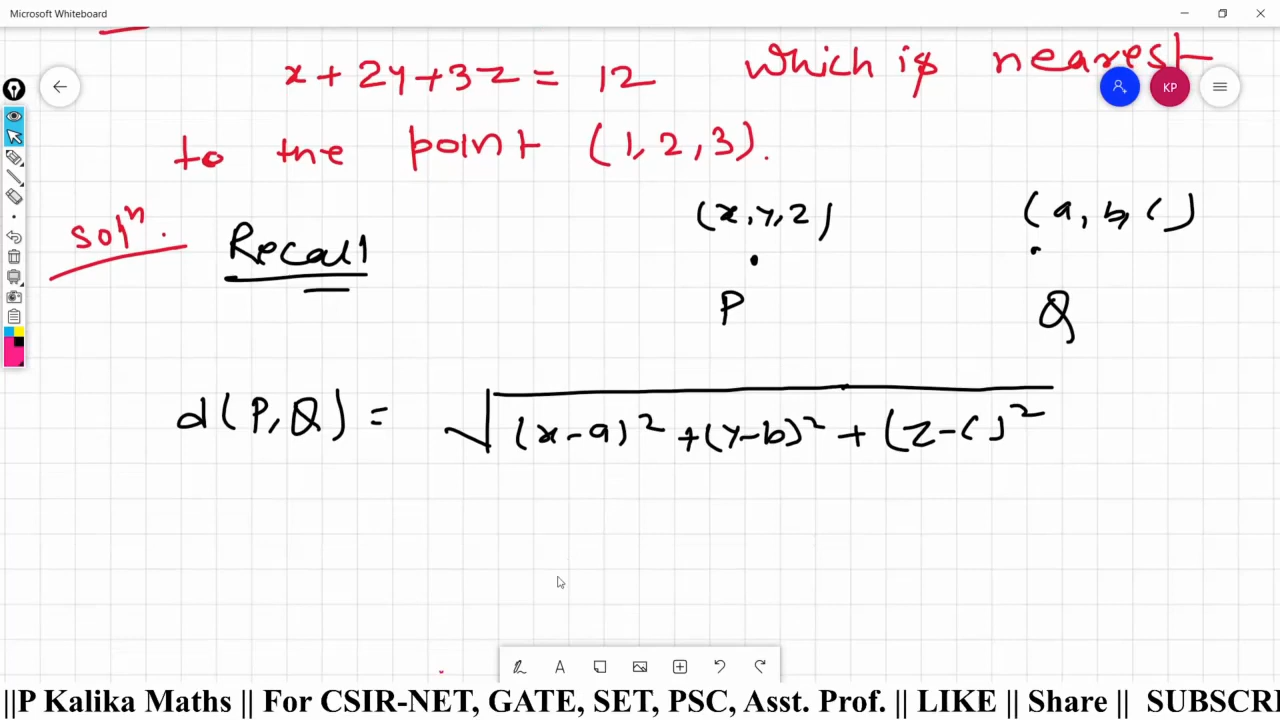 Microsoft Whiteboard
x + 2y + 3z = 12 which is nearest
KP
to the point (1, 2, 3).
Solⁿ.
Recall
(x, y, z)
(a, b, c)
P
Q
d(P, Q) = √((x-a)² + (y-b)² + (z-c)²)
A
||P Kalika Maths || For CSIR-NET, GATE, SET, PSC, Asst. Prof. || LIKE || Share || SUBSCRI